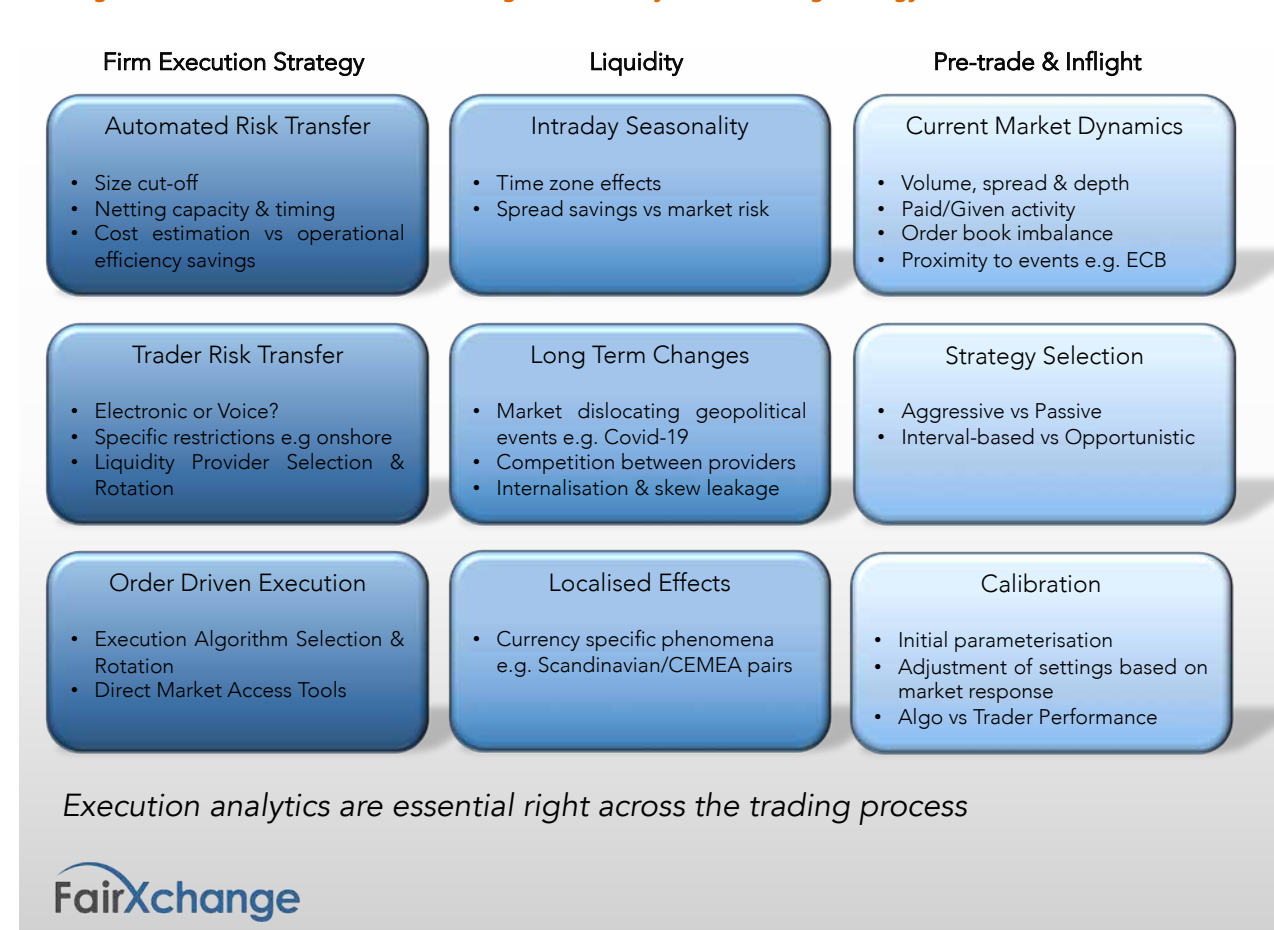 Firm Execution Strategy
Automated Risk Transfer
• Size cut-off
• Netting capacity & timing
• Cost estimation vs operational
efficiency savings
Trader Risk Transfer
• Electronic or Voice?
• Specific restrictions e.g onshore
• Liquidity Provider Selection &
Rotation
Order Driven Execution
• Execution Algorithm Selection &
Rotation
• Direct Market Access Tools
Liquidity
Intraday Seasonality
• Time zone effects
• Spread savings vs market risk
Long Term Changes
• Market dislocating geopolitical
events e.g. Covid-19
• Competition between providers
• Internalisation & skew leakage
Localised Effects
• Currency specific phenomena
e.g. Scandinavian/CEMEA pairs
Pre-trade & Inflight
Current Market Dynamics
• Volume, spread & depth
• Paid/Given activity
• Order book imbalance
• Proximity to events e.g. ECB
Strategy Selection
• Aggressive vs Passive
• Interval-based vs Opportunistic
Calibration
• Initial parameterisation
• Adjustment of settings based on
market response
• Algo vs Trader Performance
Execution analytics are essential right across the trading process
FairXchange